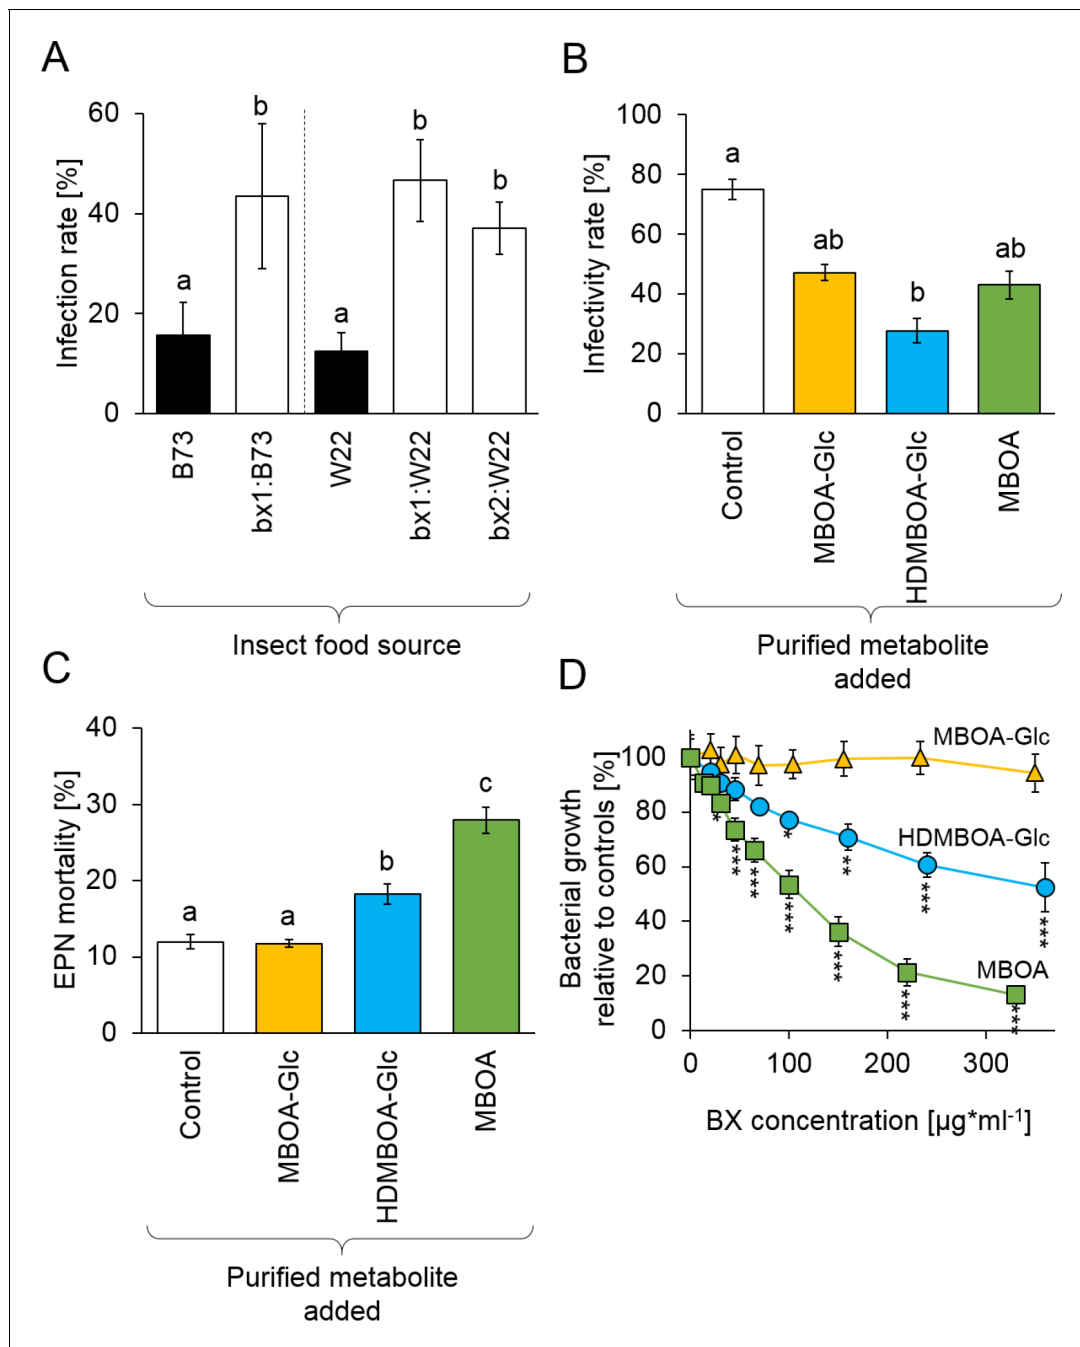 A
Infection rate [%]
60
40
20
0
a
b
a
b
b
B73
bx1:B73
W22
bx1:W22
bx2:W22
Insect food source
B
Infectivity rate [%]
100
80
60
40
20
0
a
ab
b
ab
Control
MBOA-Glc
HDMBOA-Glc
MBOA
Purified metabolite
added
C
EPN mortality [%]
40
30
20
10
0
a
a
b
c
Control
MBOA-Glc
HDMBOA-Glc
MBOA
Purified metabolite
added
D
Bacterial growth
relative to controls [%]
100
80
60
40
20
0
MBOA-Glc
HDMBOA-Glc
MBOA
*
***
***
***
***
***
***
*
**
***
***
0
100
200
300
BX concentration [µg*ml-1]